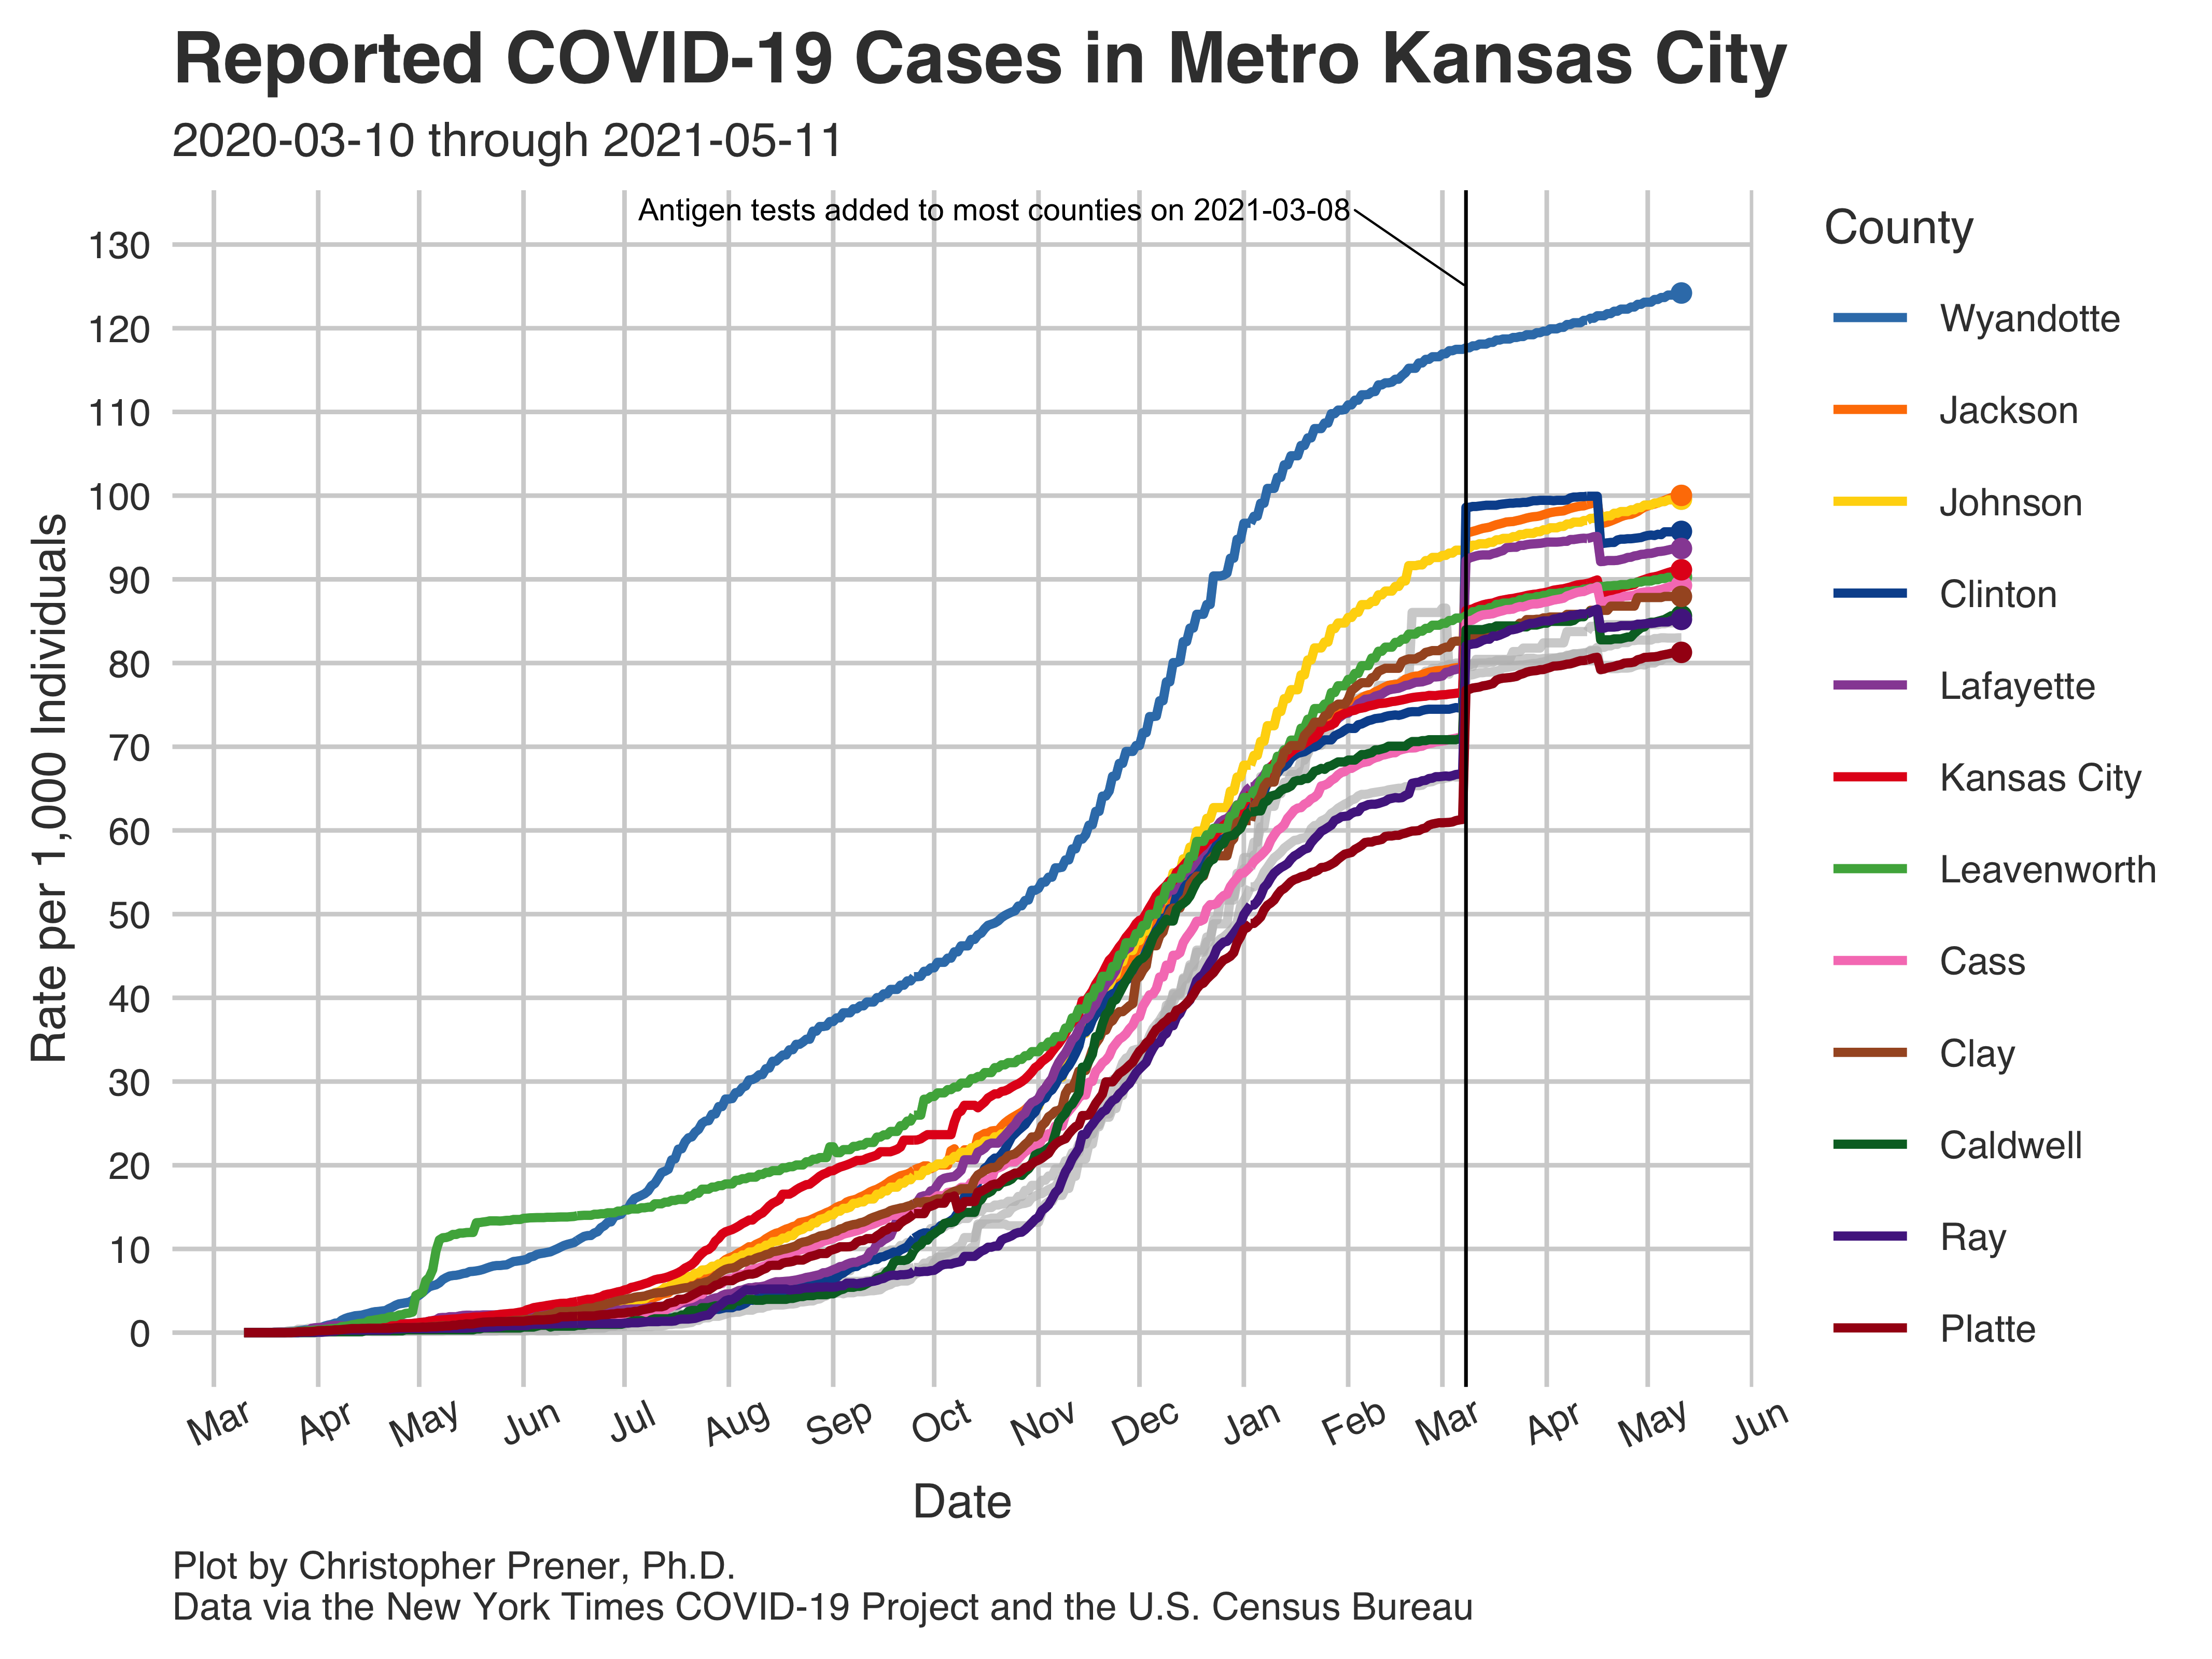 Reported COVID-19 Cases in Metro Kansas City
2020-03-10 through 2021-05-11
Antigen tests added to most counties on 2021-03-08
Rate per 1,000 Individuals
130
120
110
100
90
80
70
60
50
40
30
20
10
0
Mar Apr May Jun Jul Aug Sep Oct Nov Dec Jan Feb Mar Apr May Jun
Date
County
Wyandotte
Jackson
Johnson
Clinton
Lafayette
Kansas City
Leavenworth
Cass
Clay
Caldwell
Ray
Platte
Plot by Christopher Prener, Ph.D.
Data via the New York Times COVID-19 Project and the U.S. Census Bureau